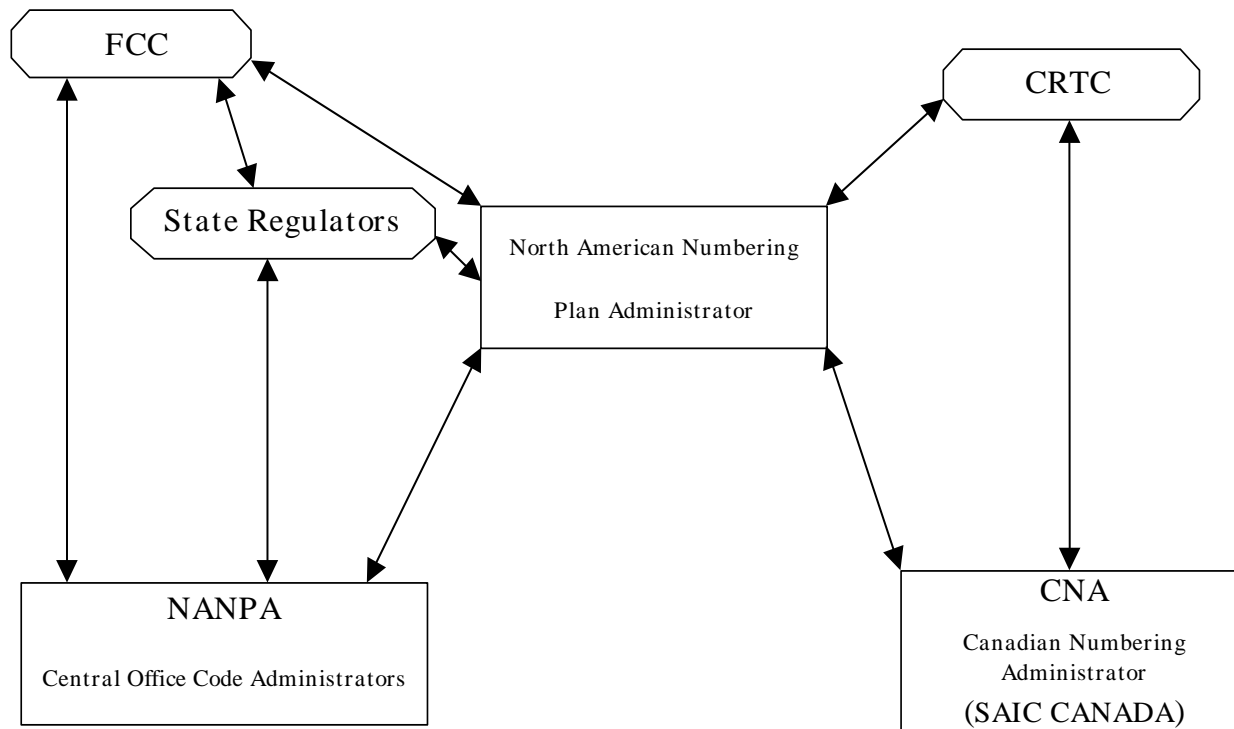 FCC
CRTC
State Regulators
North American Numbering
Plan Administrator
NANPA
Central Office Code Administrators
CNA
Canadian Numbering
Administrator
(SAIC CANADA)